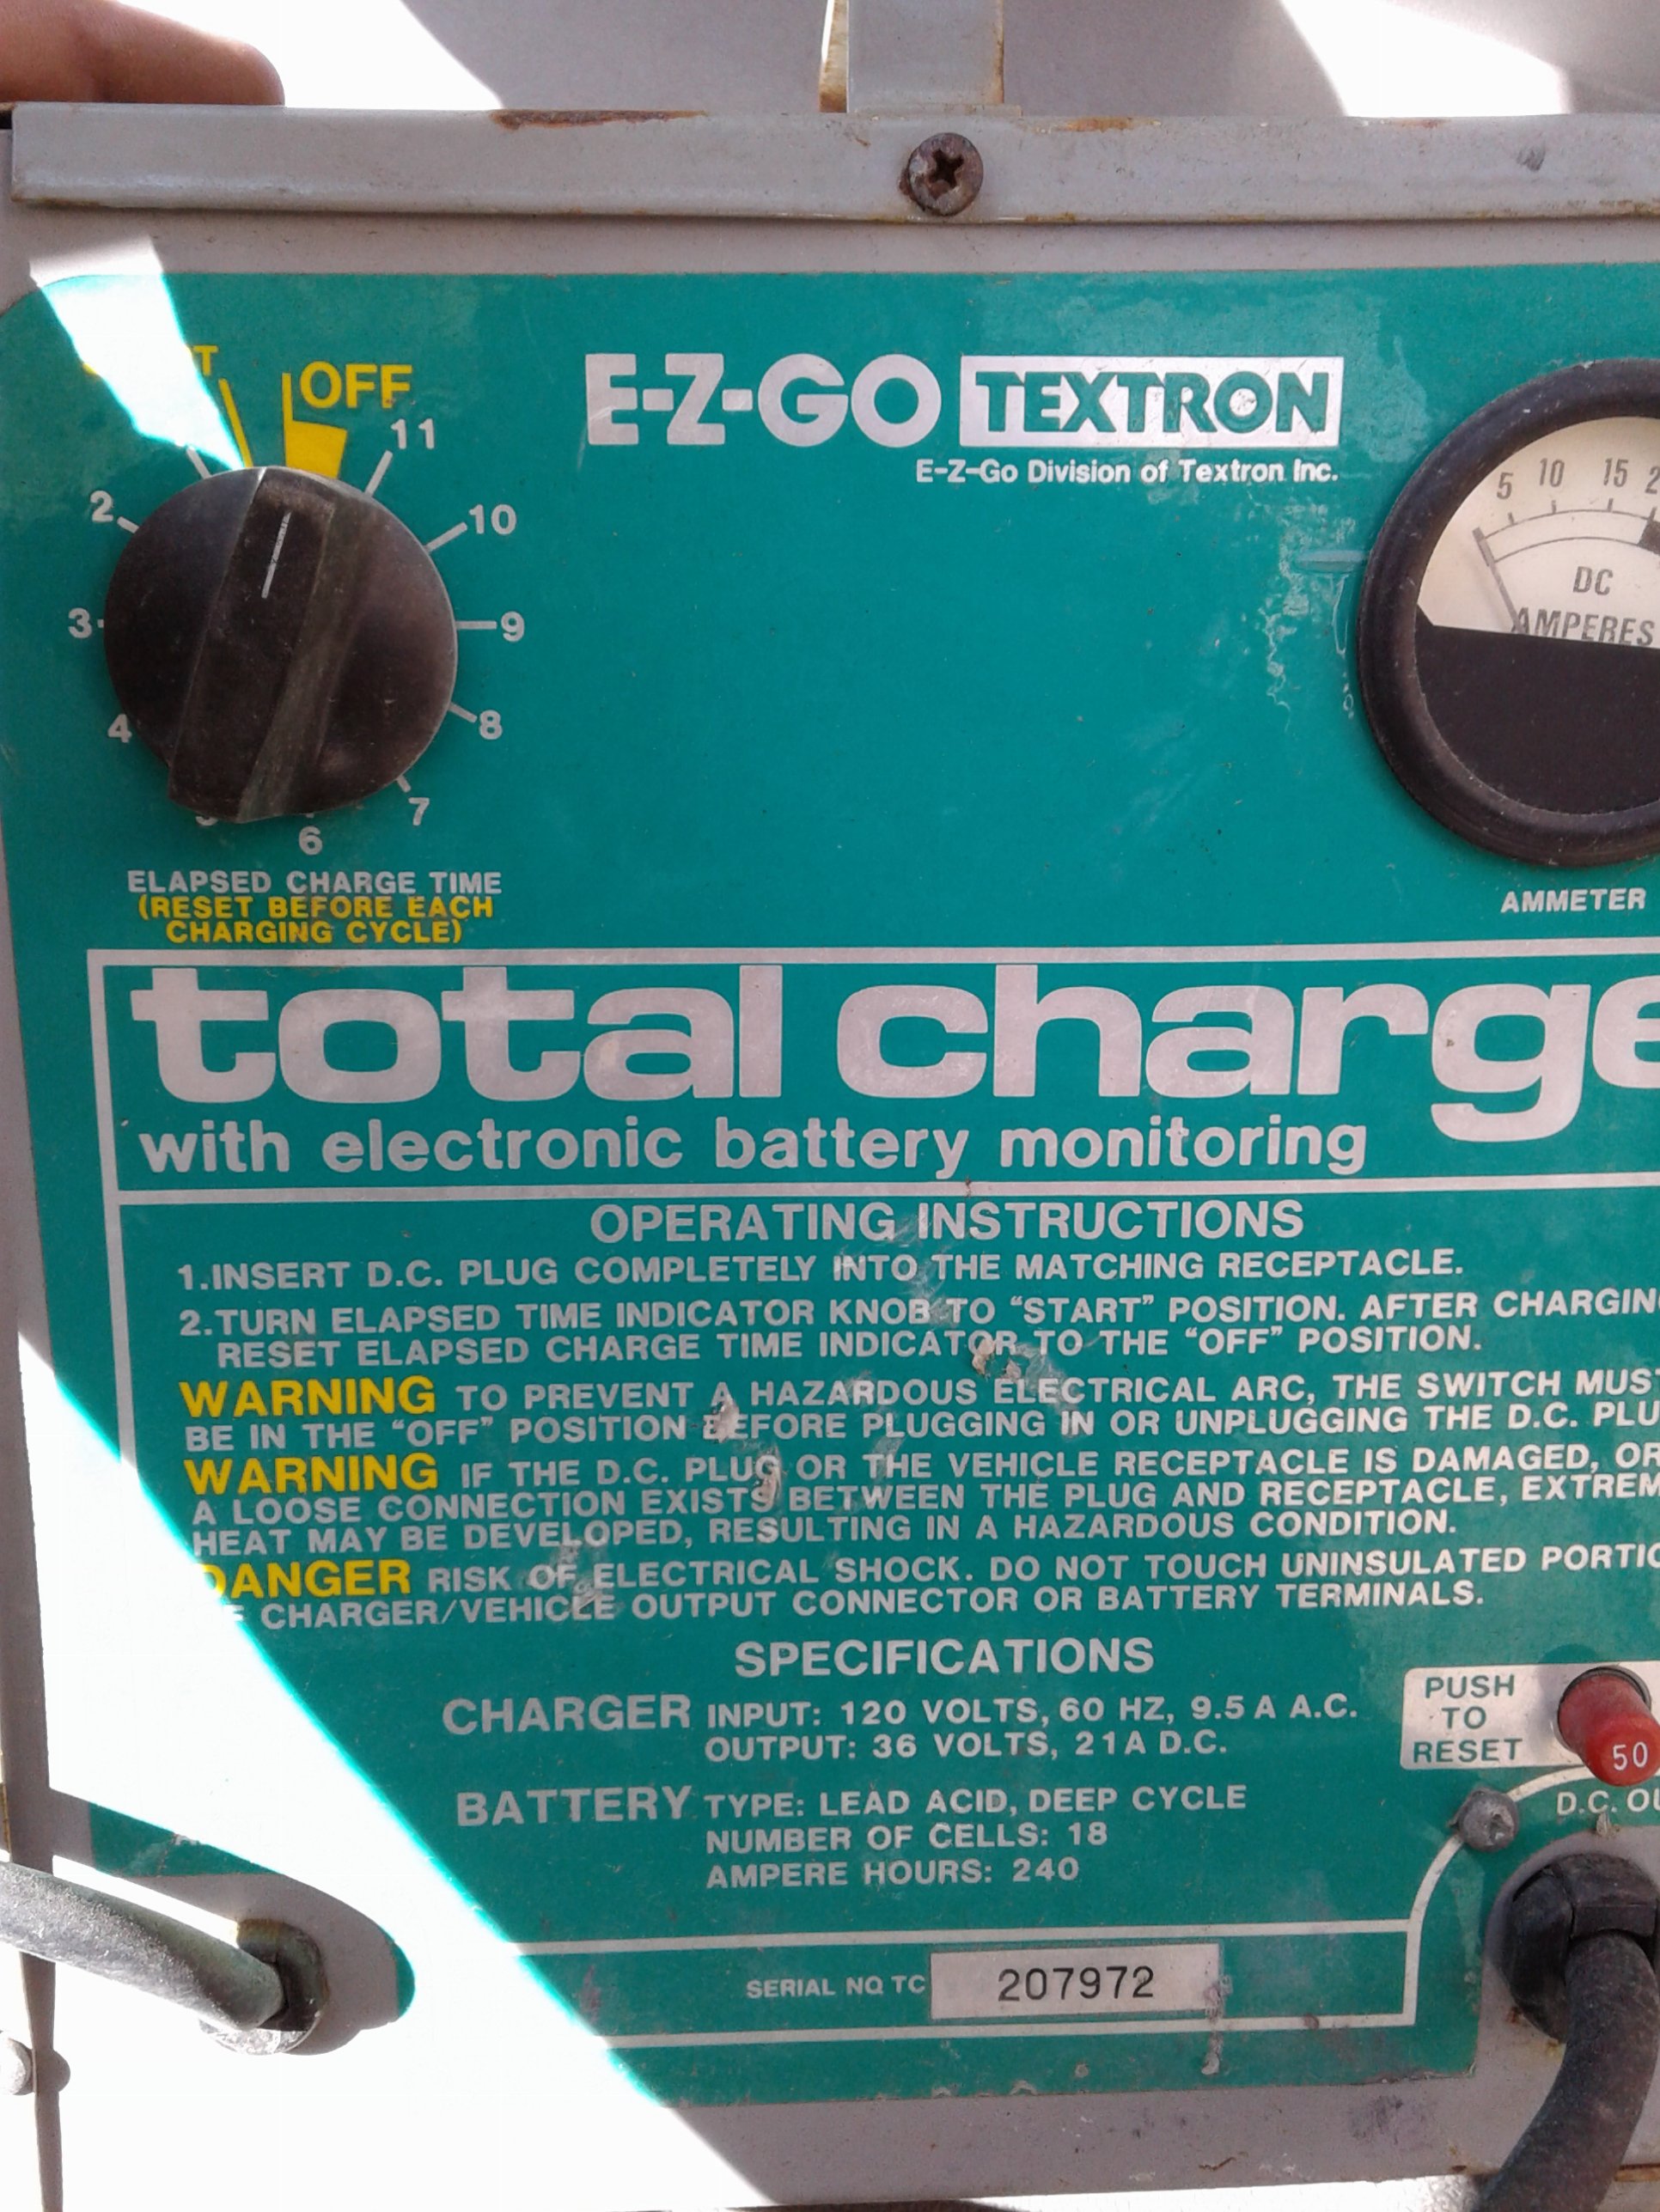 OFF
11
10
9
8
7
6
4
3
2
ELAPSED CHARGE TIME
(RESET BEFORE EACH
CHARGING CYCLE)
E-Z-GO TEXTRON
E-Z-Go Division of Textron Inc.
5 10 15
DC
AMPERES
AMMETER
total charge
with electronic battery monitoring
OPERATING INSTRUCTIONS
1.INSERT D.C. PLUG COMPLETELY INTO THE MATCHING RECEPTACLE.
2.TURN ELAPSED TIME INDICATOR KNOB TO “START” POSITION. AFTER CHARGING
RESET ELAPSED CHARGE TIME INDICATOR TO THE “OFF” POSITION.
WARNING TO PREVENT A HAZARDOUS ELECTRICAL ARC, THE SWITCH MUST
BE IN THE “OFF” POSITION BEFORE PLUGGING IN OR UNPLUGGING THE D.C. PLU
WARNING IF THE D.C. PLUG OR THE VEHICLE RECEPTACLE IS DAMAGED, OR
A LOOSE CONNECTION EXISTS BETWEEN THE PLUG AND RECEPTACLE, EXTREM
HEAT MAY BE DEVELOPED, RESULTING IN A HAZARDOUS CONDITION.
DANGER RISK OF ELECTRICAL SHOCK. DO NOT TOUCH UNINSULATED PORTIO
CHARGER/VEHICLE OUTPUT CONNECTOR OR BATTERY TERMINALS.
SPECIFICATIONS
CHARGER INPUT: 120 VOLTS, 60 HZ, 9.5 A A.C.
OUTPUT: 36 VOLTS, 21A D.C.
BATTERY TYPE: LEAD ACID, DEEP CYCLE
NUMBER OF CELLS: 18
AMPERE HOURS: 240
PUSH
TO
RESET
50
D.C. OU
SERIAL NO TC 207972